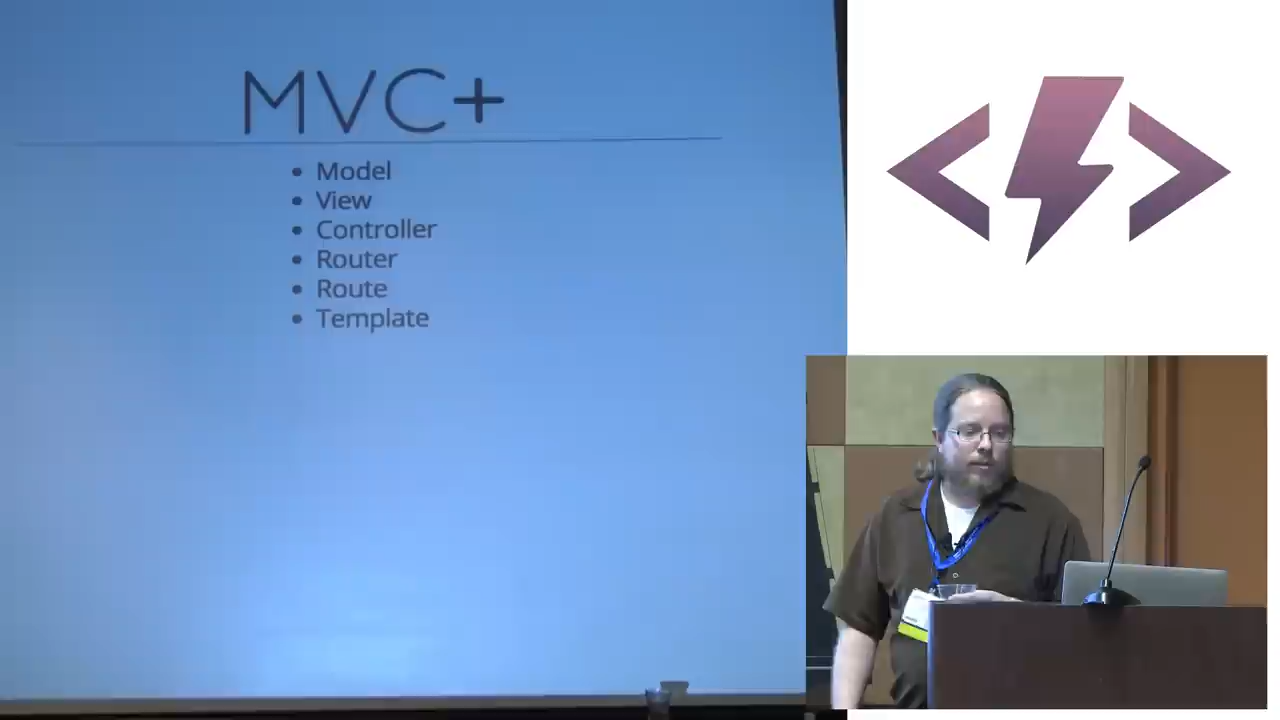 MVC+
• Model
• View
• Controller
• Router
• Route
• Template